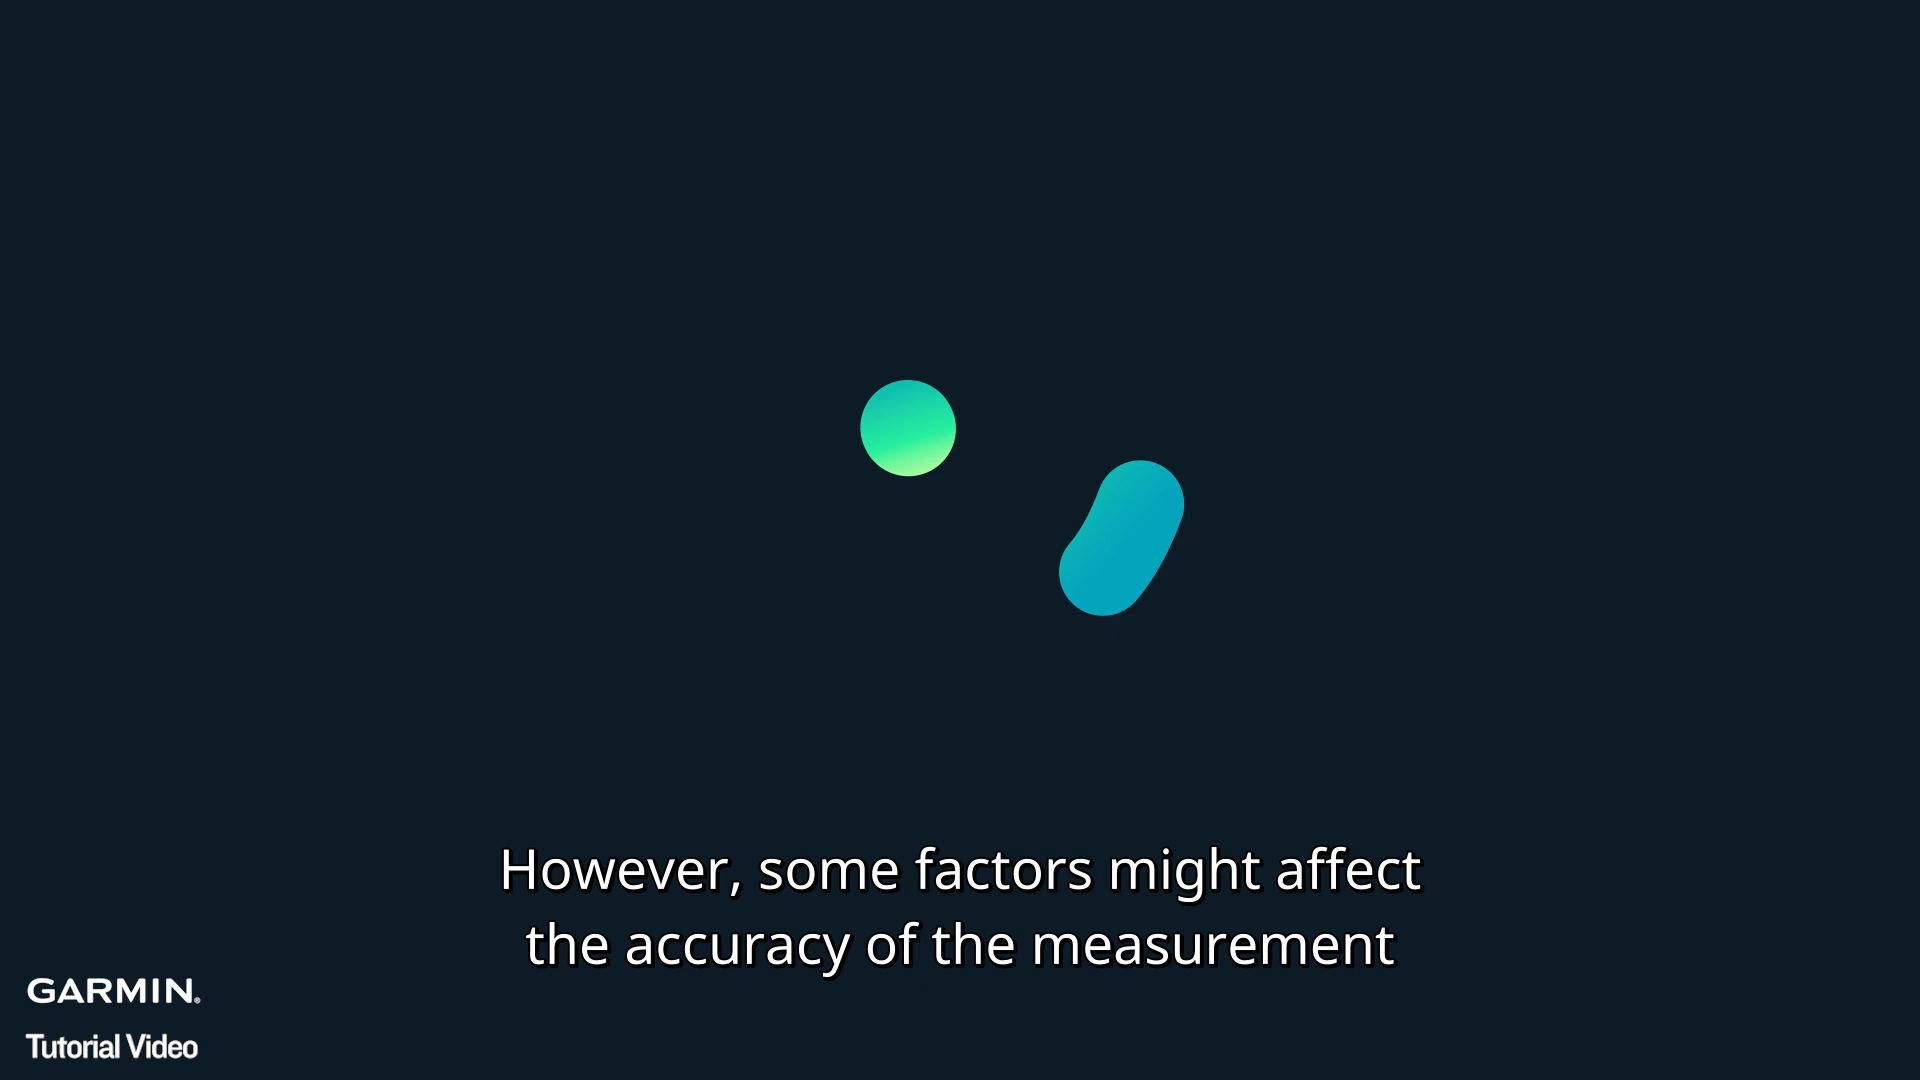 However, some factors might affect
the accuracy of the measurement
GARMIN®
Tutorial Video